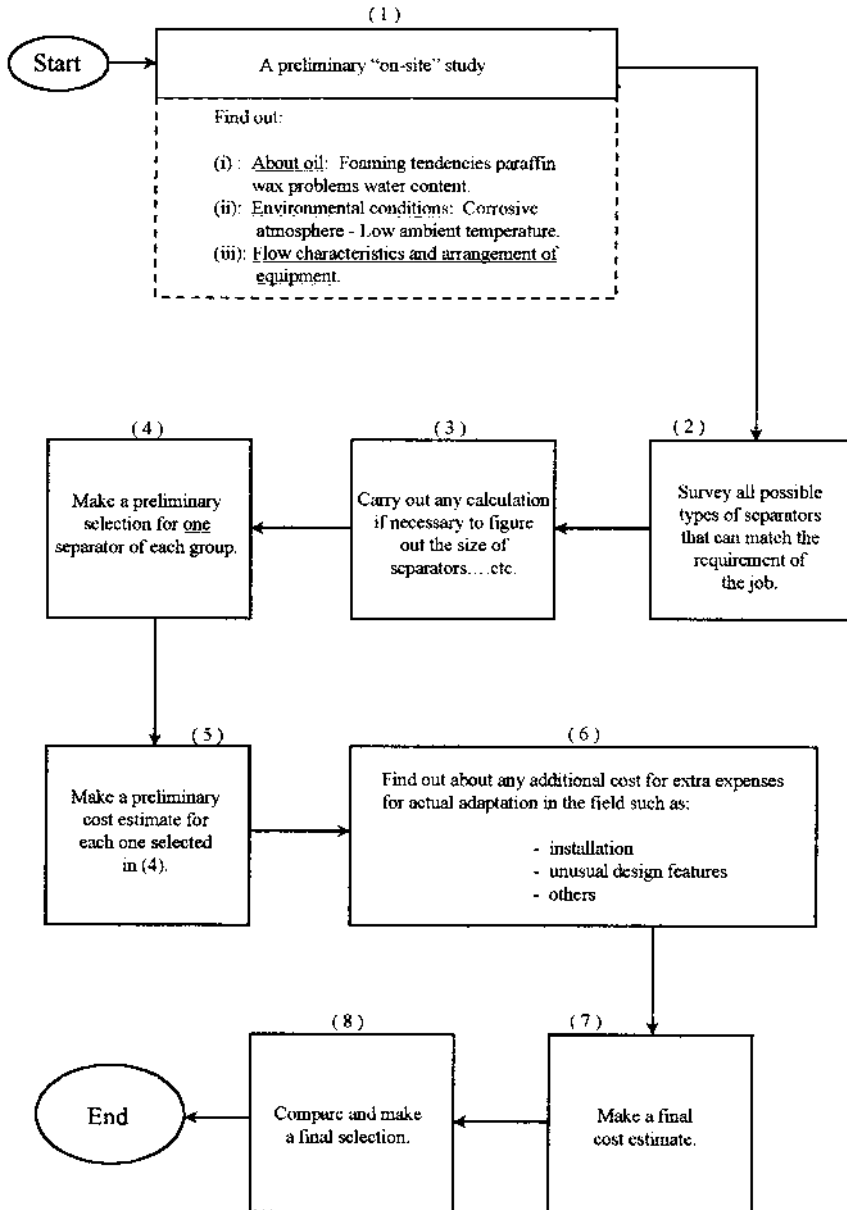 (1)
Start
A preliminary “on-site” study
Find out:
(i) : About oil: Foaming tendencies paraffin
wax problems water content.
(ii): Environmental conditions: Corrosive
atmosphere - Low ambient temperature.
(iii): Flow characteristics and arrangement of
equipment.
(2)
Survey all possible
types of separators
that can match the
requirement of
the job.
(3)
Carry out any calculation
if necessary to figure
out the size of
separators....etc.
(4)
Make a preliminary
selection for one
separator of each group.
(5)
Make a preliminary
cost estimate for
each one selected
in (4).
(6)
Find out about any additional cost for extra expenses
for actual adaptation in the field such as:
- installation
- unusual design features
- others
(7)
Make a final
cost estimate.
(8)
Compare and make
a final selection.
End